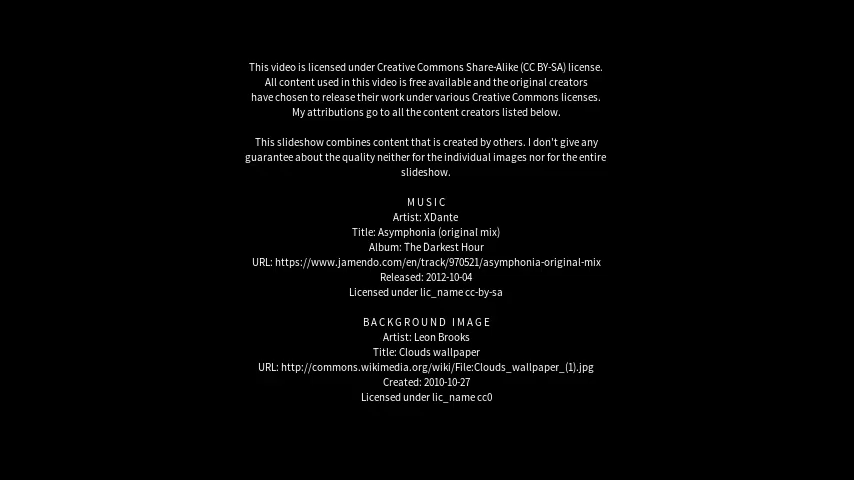 This video is licensed under Creative Commons Share-Alike (CC BY-SA) license.
All content used in this video is free available and the original creators
have chosen to release their work under various Creative Commons licenses.
My attributions go to all the content creators listed below.
This slideshow combines content that is created by others. I don't give any
guarantee about the quality neither for the individual images nor for the entire
slideshow.
MUSIC
Artist: XDante
Title: Asymphonia (original mix)
Album: The Darkest Hour
URL: https://www.jamendo.com/en/track/970521/asymphonia-original-mix
Released: 2012-10-04
Licensed under lic_name cc-by-sa
BACKGROUND IMAGE
Artist: Leon Brooks
Title: Clouds wallpaper
URL: http://commons.wikimedia.org/wiki/File:Clouds_wallpaper_(1).jpg
Created: 2010-10-27
Licensed under lic_name cc0